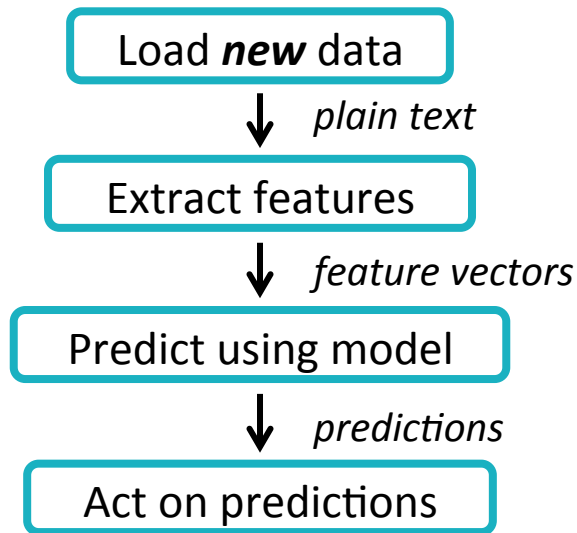 Load new data
plain text
Extract features
feature vectors
Predict using model
predictions
Act on predictions